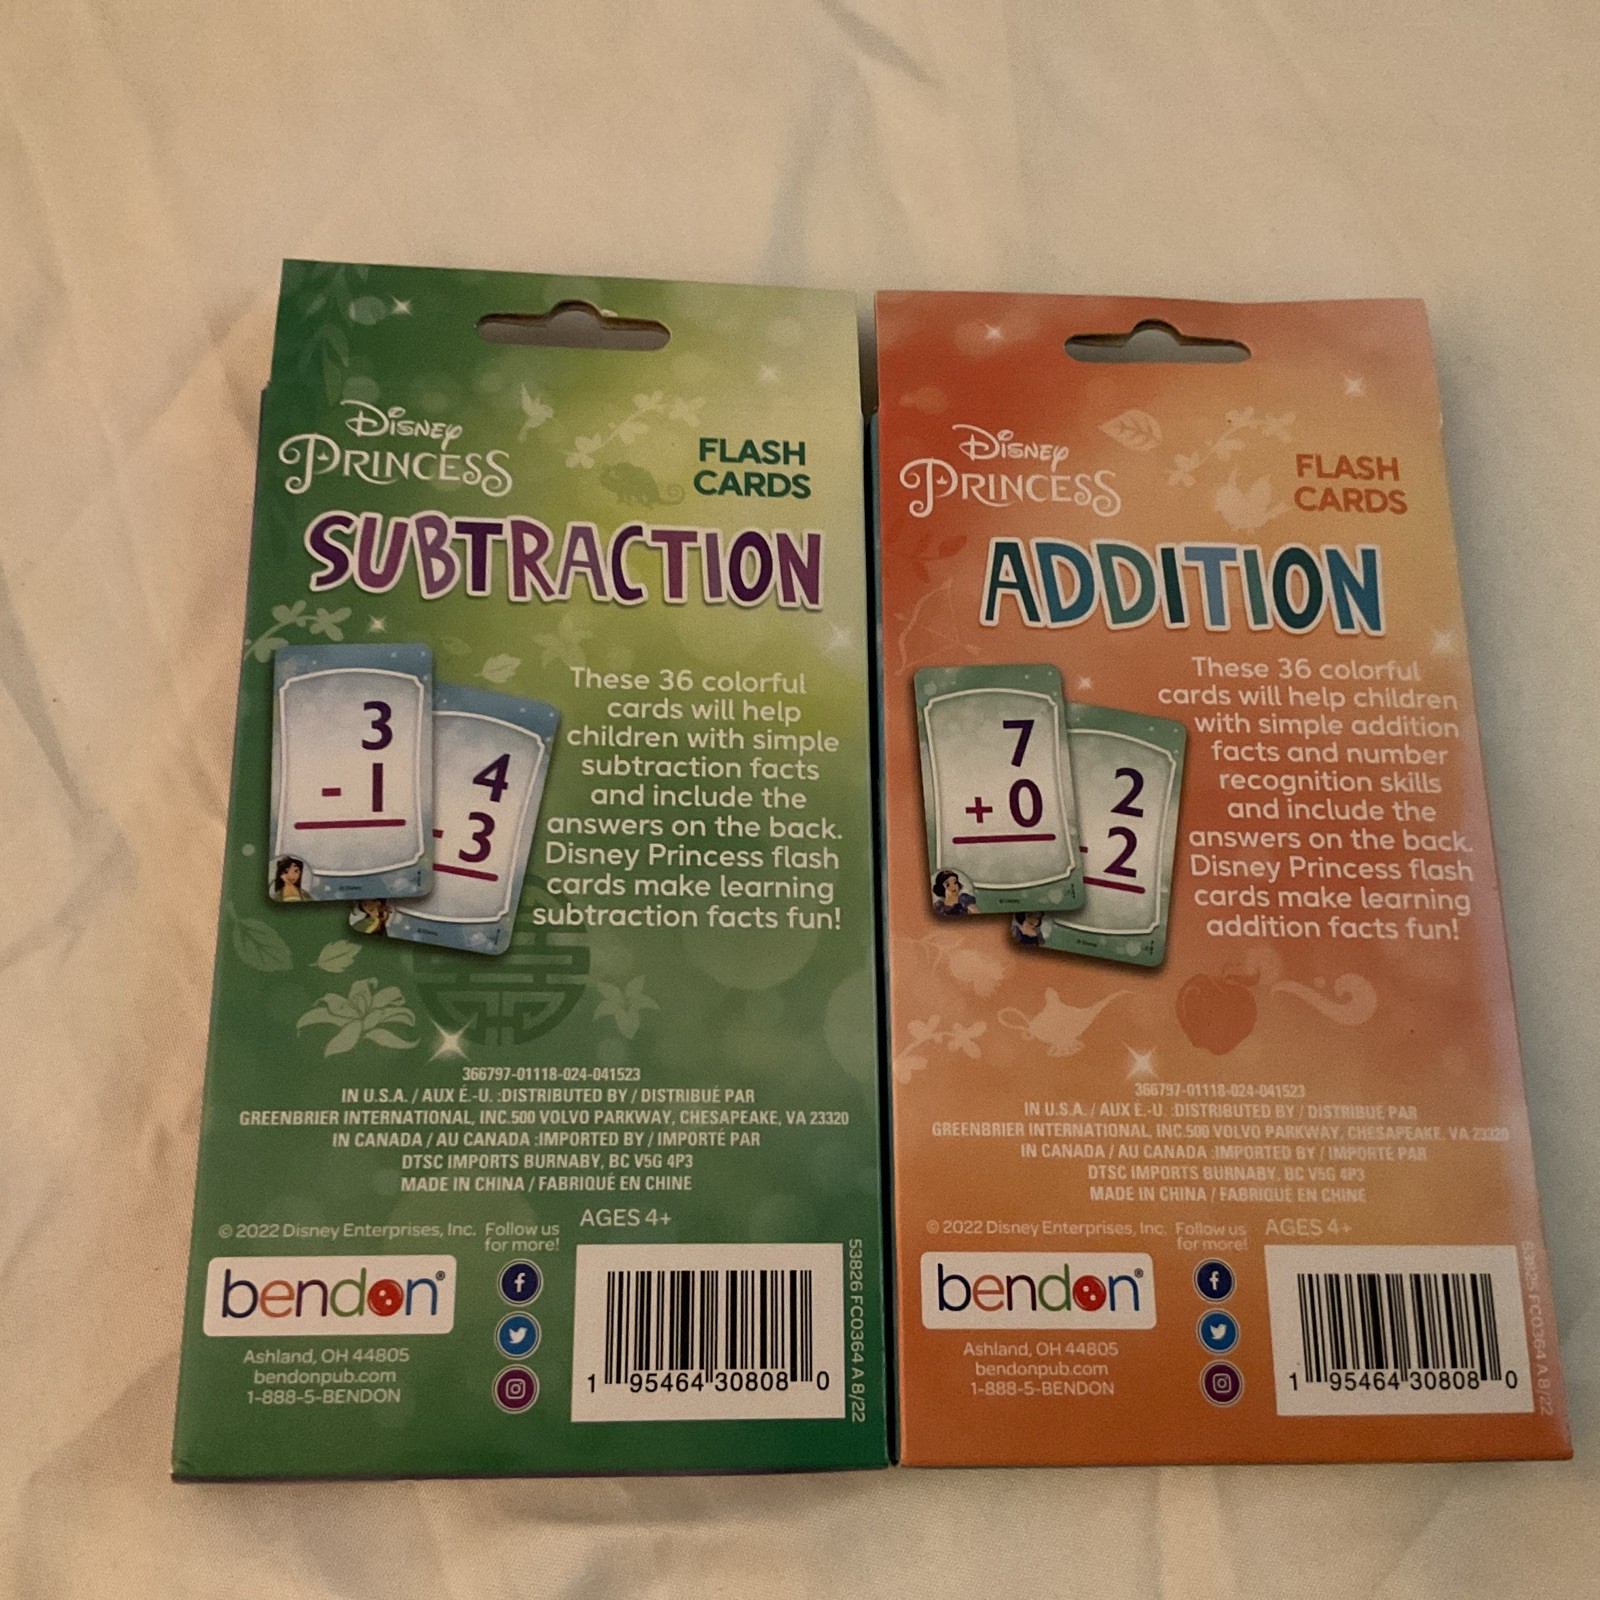 Disney
PRINCESS
FLASH
CARDS
SUBTRACTION
3
- 1
4
- 3
These 36 colorful
cards will help
children with simple
subtraction facts
and include the
answers on the back.
Disney Princess flash
cards make learning
subtraction facts fun!
366797-01118-024-041523
IN U.S.A. / AUX É.-U. :DISTRIBUTED BY / DISTRIBUÉ PAR
GREENBRIER INTERNATIONAL, INC.500 VOLVO PARKWAY, CHESAPEAKE, VA 23320
IN CANADA / AU CANADA :IMPORTED BY / IMPORTÉ PAR
DTSC IMPORTS BURNABY, BC V5G 4P3
MADE IN CHINA / FABRIQUÉ EN CHINE
© 2022 Disney Enterprises, Inc.
Follow us
for more!
AGES 4+
bendon®
Ashland, OH 44805
bendonpub.com
1-888-5-BENDON
1 95464 30808 0
53826 FC0364 A 8/22
Disney
PRINCESS
FLASH
CARDS
ADDITION
7
+ 0
2
- 2
These 36 colorful
cards will help children
with simple addition
facts and number
recognition skills
and include the
answers on the back.
Disney Princess flash
cards make learning
addition facts fun!
366797-01118-024-041523
IN U.S.A. / AUX É.-U. :DISTRIBUTED BY / DISTRIBUÉ PAR
GREENBRIER INTERNATIONAL, INC.500 VOLVO PARKWAY, CHESAPEAKE, VA 23320
IN CANADA / AU CANADA :IMPORTED BY / IMPORTÉ PAR
DTSC IMPORTS BURNABY, BC V5G 4P3
MADE IN CHINA / FABRIQUÉ EN CHINE
© 2022 Disney Enterprises, Inc.
Follow us
for more!
AGES 4+
bendon®
Ashland, OH 44805
bendonpub.com
1-888-5-BENDON
1 95464 30808 0
53826 FC0364 A 8/22